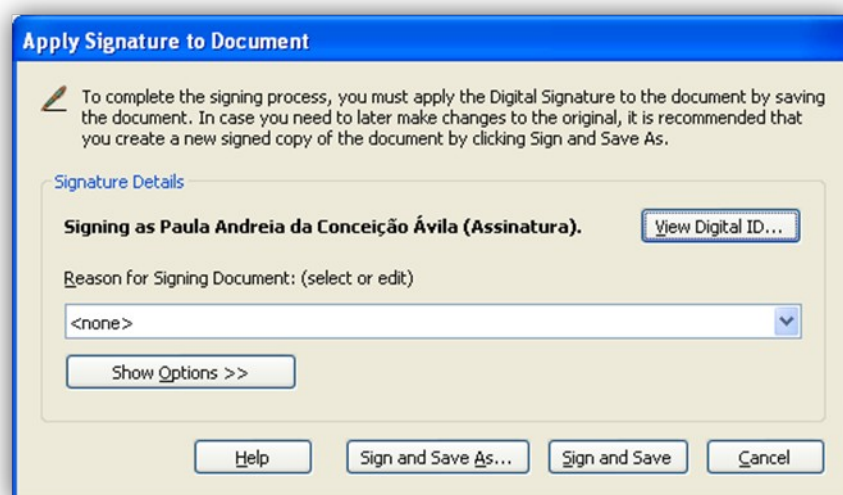 Apply Signature to Document
To complete the signing process, you must apply the Digital Signature to the document by saving
the document. In case you need to later make changes to the original, it is recommended that
you create a new signed copy of the document by clicking Sign and Save As.
Signature Details
Signing as Paula Andreia da Conceição Ávila (Assinatura).
View Digital ID...
Reason for Signing Document: (select or edit)
<none>
Show Options >>
Help
Sign and Save As...
Sign and Save
Cancel